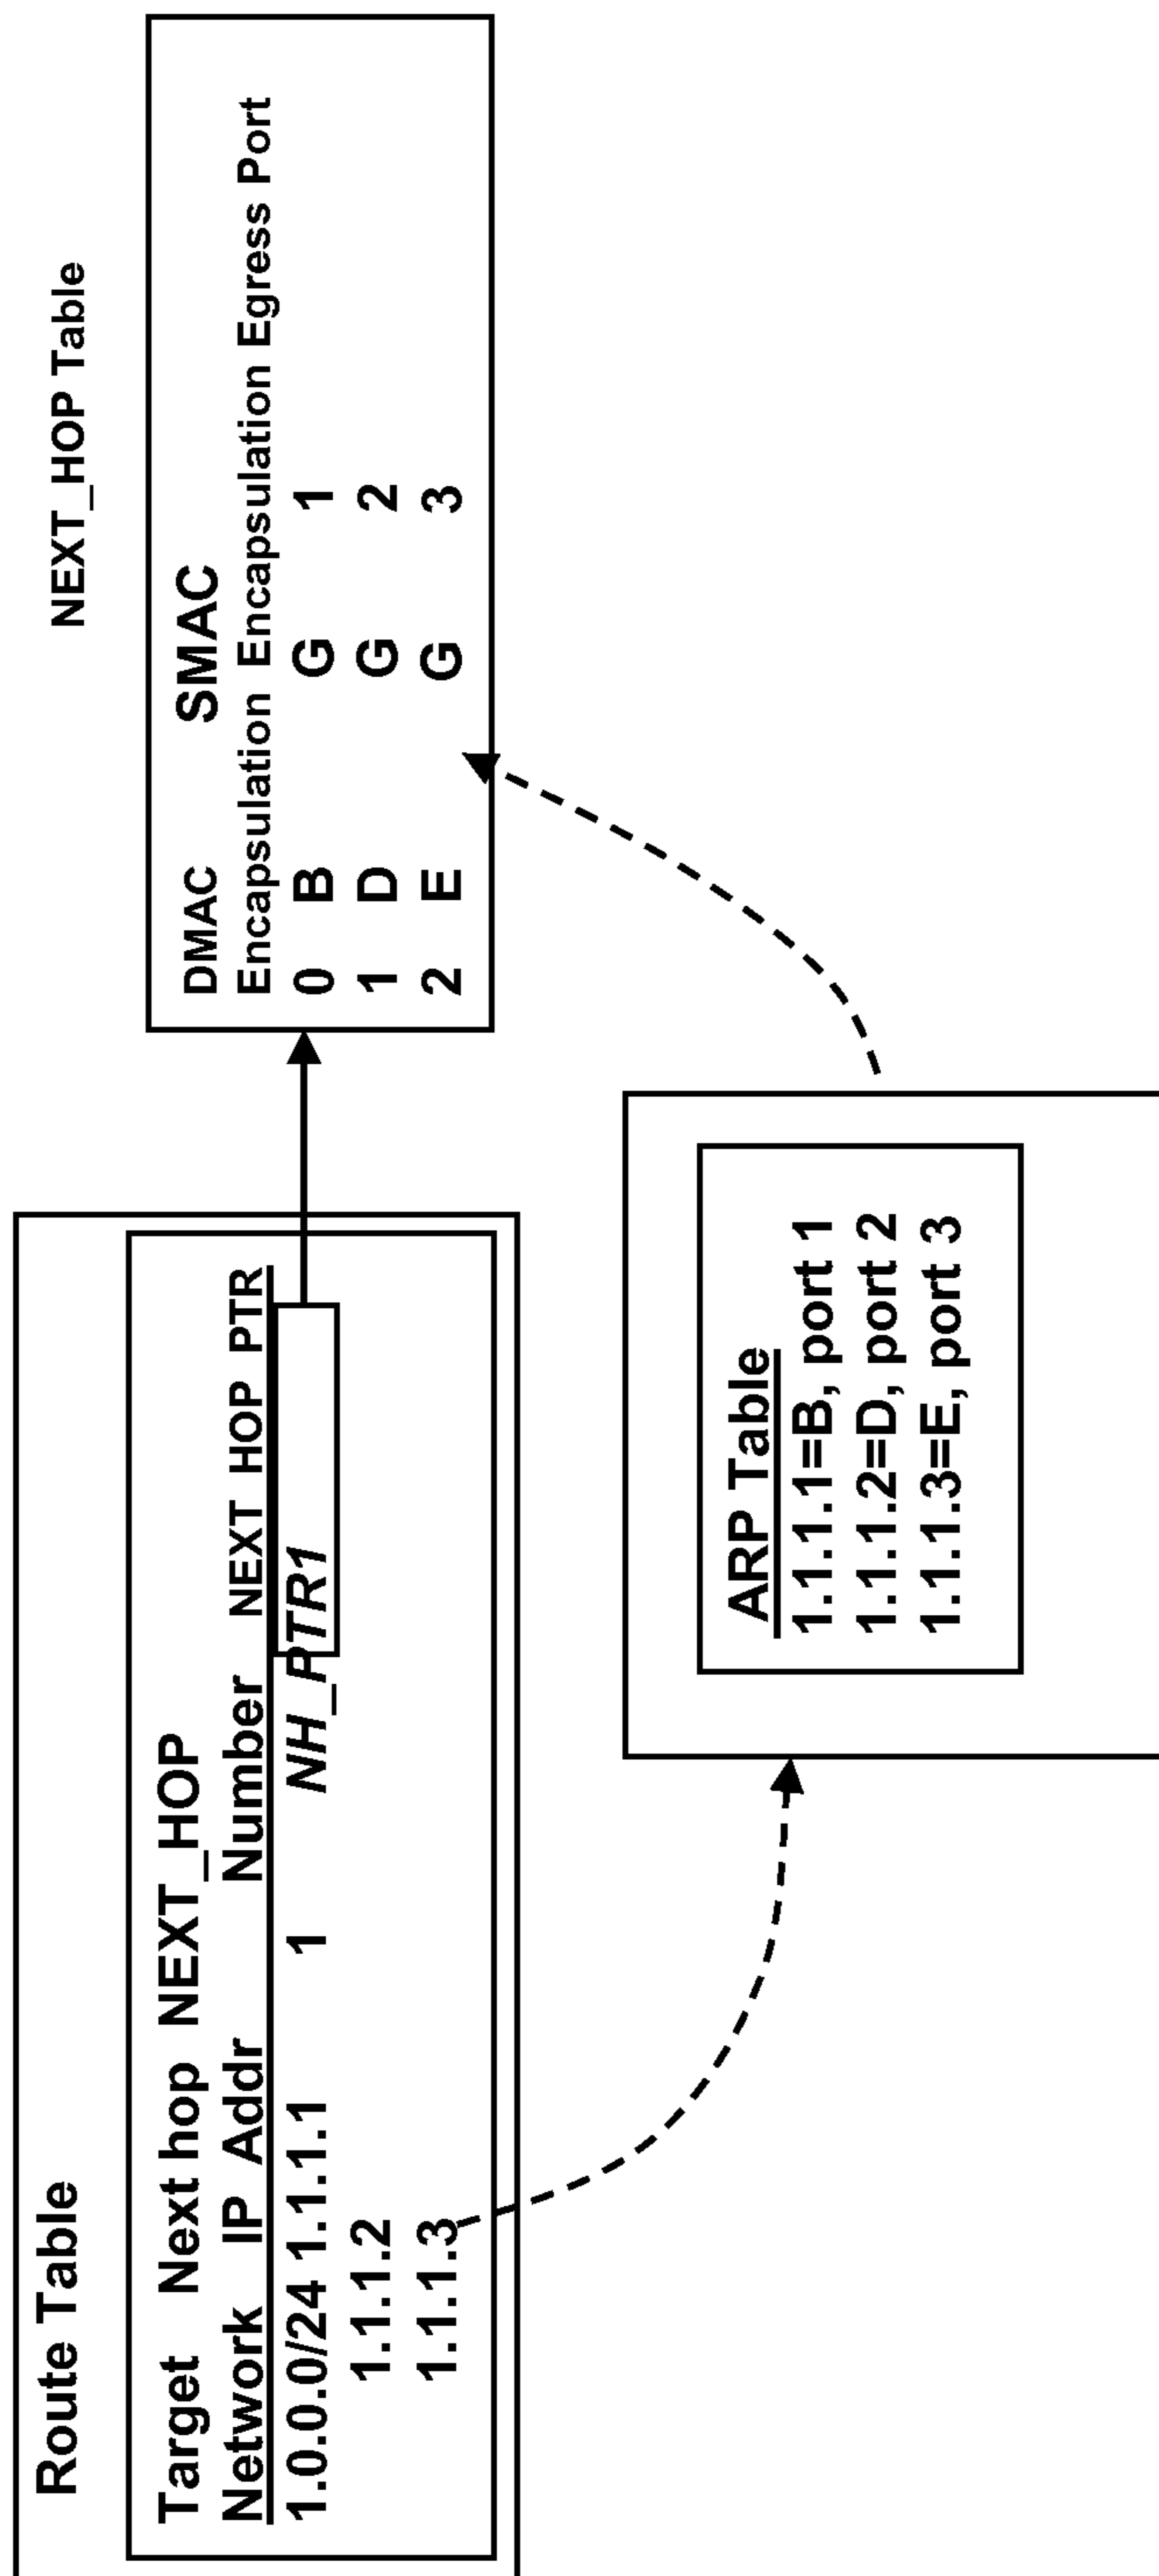 Route Table
Target Next hop NEXT_HOP
Network IP Addr Number NEXT HOP PTR
1.0.0.0/24 1.1.1.1 1 NH_PTR1
1.1.1.2
1.1.1.3
NEXT_HOP Table
DMAC SMAC
Encapsulation Encapsulation Egress Port
0 B G 1
1 D G 2
2 E G 3
ARP Table
1.1.1.1=B, port 1
1.1.1.2=D, port 2
1.1.1.3=E, port 3